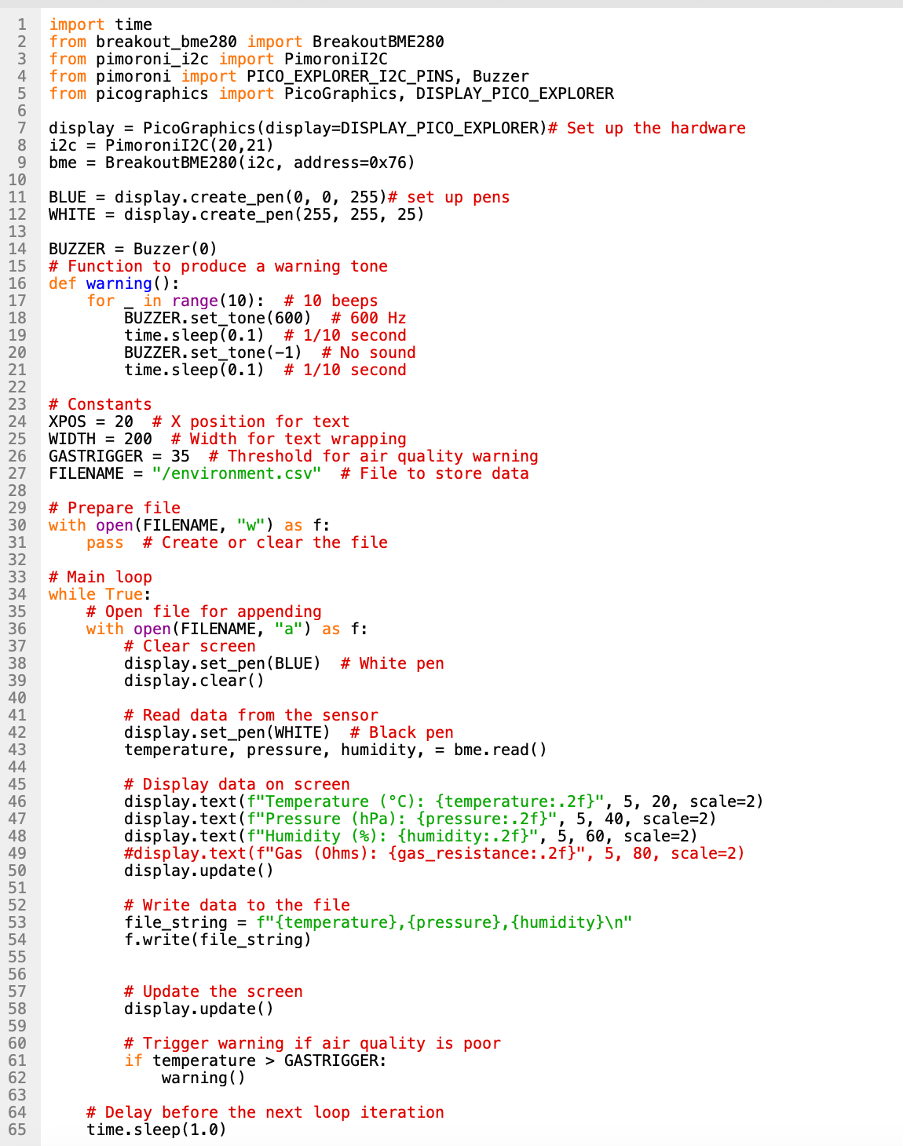 1 import time
2 from breakout_bme280 import BreakoutBME280
3 from pimoroni_i2c import PimoroniI2C
4 from pimoroni import PICO_EXPLORER_I2C_PINS, Buzzer
5 from picographics import PicoGraphics, DISPLAY_PICO_EXPLORER
6
7 display = PicoGraphics(display=DISPLAY_PICO_EXPLORER)# Set up the hardware
8 i2c = PimoroniI2C(20,21)
9 bme = BreakoutBME280(i2c, address=0x76)
10
11 BLUE = display.create_pen(0, 0, 255)# set up pens
12 WHITE = display.create_pen(255, 255, 25)
13
14 BUZZER = Buzzer(0)
15 # Function to produce a warning tone
16 def warning():
17     for _ in range(10):  # 10 beeps
18         BUZZER.set_tone(600)  # 600 Hz
19         time.sleep(0.1)  # 1/10 second
20         BUZZER.set_tone(-1)  # No sound
21         time.sleep(0.1)  # 1/10 second
22
23 # Constants
24 XPOS = 20  # X position for text
25 WIDTH = 200  # Width for text wrapping
26 GASTRIGGER = 35  # Threshold for air quality warning
27 FILENAME = "/environment.csv"  # File to store data
28
29 # Prepare file
30 with open(FILENAME, "w") as f:
31     pass  # Create or clear the file
32
33 # Main loop
34 while True:
35     # Open file for appending
36     with open(FILENAME, "a") as f:
37         # Clear screen
38         display.set_pen(BLUE)  # White pen
39         display.clear()
40
41         # Read data from the sensor
42         display.set_pen(WHITE)  # Black pen
43         temperature, pressure, humidity, = bme.read()
44
45         # Display data on screen
46         display.text(f"Temperature (°C): {temperature:.2f}", 5, 20, scale=2)
47         display.text(f"Pressure (hPa): {pressure:.2f}", 5, 40, scale=2)
48         display.text(f"Humidity (%): {humidity:.2f}", 5, 60, scale=2)
49         #display.text(f"Gas (Ohms): {gas_resistance:.2f}", 5, 80, scale=2)
50         display.update()
51
52         # Write data to the file
53         file_string = f"{temperature},{pressure},{humidity}\n"
54         f.write(file_string)
55
56
57         # Update the screen
58         display.update()
59
60         # Trigger warning if air quality is poor
61         if temperature > GASTRIGGER:
62             warning()
63
64     # Delay before the next loop iteration
65     time.sleep(1.0)